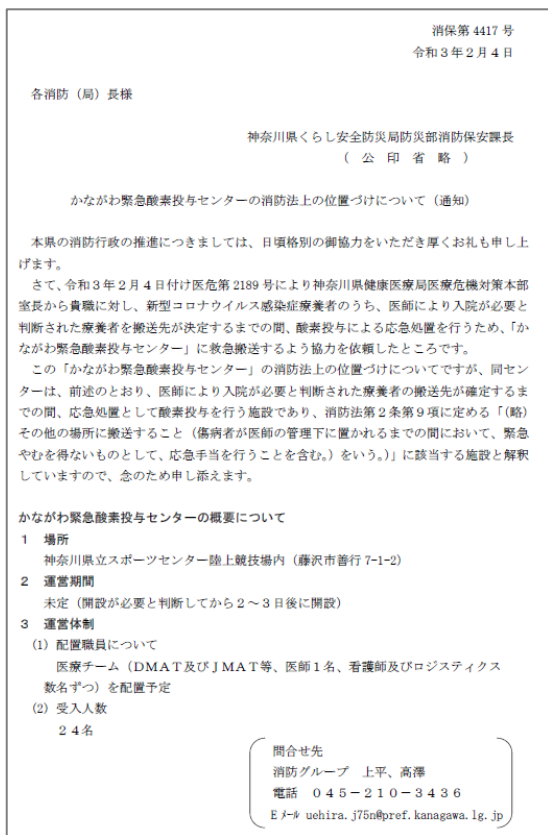 消保第 4417 号
令和３年２月４日
各消防（局）長様
神奈川県くらし安全防災局防災部消防保安課長
（　公　印　省　略　）
かながわ緊急酸素投与センターの消防法上の位置づけについて（通知）
本県の消防行政の推進につきましては、日頃格別の御協力をいただき厚くお礼も申し上
げます。
さて、令和３年２月４日付け医危第 2189 号により神奈川県健康医療局医療危機対策本部
室長から貴職に対し、新型コロナウイルス感染症療養者のうち、医師により入院が必要と
判断された療養者を搬送先が決定するまでの間、酸素投与による応急処置を行うため、「か
ながわ緊急酸素投与センター」に救急搬送するよう協力を依頼したところです。
この「かながわ緊急酸素投与センター」の消防法上の位置づけについてですが、同セン
ターは、前述のとおり、医師により入院が必要と判断された療養者の搬送先が確定するま
での間、応急処置として酸素投与を行う施設であり、消防法第２条第９項に定める「（略）
その他の場所に搬送すること（傷病者が医師の管理下に置かれるまでの間において、緊急
やむを得ないものとして、応急手当を行うことを含む。）をいう。）」に該当する施設と解釈
していますので、念のため申し添えます。
かながわ緊急酸素投与センターの概要について
１　場所
神奈川県立スポーツセンター陸上競技場内（藤沢市善行 7-1-2）
２　運営期間
未定（開設が必要と判断してから２～３日後に開設）
３　運営体制
(1) 配置職員について
医療チーム（ＤＭＡＴ及びＪＭＡＴ等、医師１名、看護師及びロジスティクス
数名ずつ）を配置予定
(2) 受入人数
２４名
問合せ先
消防グループ　上平、高澤
電話　０４５－２１０－３４３６
Ｅﾒｰﾙ uehira.j75n@pref.kanagawa.lg.jp